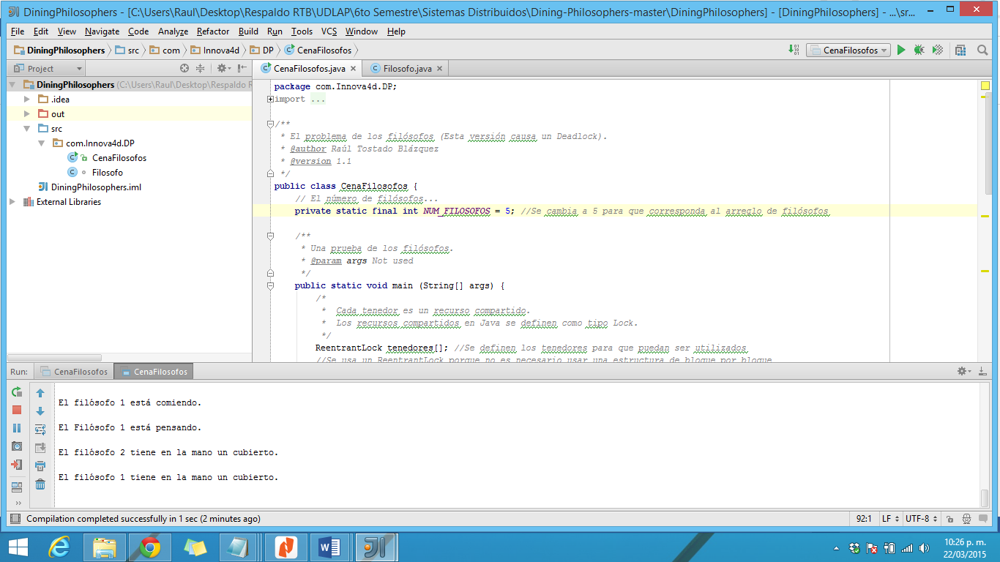 DiningPhilosophers - [C:\Users\Raul\Desktop\Respaldo RTB\UDLAP\6to Semestre\Sistemas Distribuidos\Dining-Philosophers-master\DiningPhilosophers] - [DiningPhilosophers] - ...\sr...
File Edit View Navigate Code Analyze Refactor Build Run Tools VCS Window Help
DiningPhilosophers src com Innova4d DP CenaFilosofos CenaFilosofos
Project CenaFilosofos.java Filosofo.java
DiningPhilosophers (C:\Users\Raul\Desktop\Respaldo R
.idea
out
src
com.Innova4d.DP
CenaFilosofos
Filosofo
DiningPhilosophers.iml
External Libraries
package com.Innova4d.DP;
import ...
/**
* El problema de los filósofos (Esta versión causa un Deadlock).
* @author Raúl Tostado Blázquez
* @version 1.1
*/
public class CenaFilosofos {
// El número de filósofos...
private static final int NUM_FILOSOFOS = 5; //Se cambia a 5 para que corresponda al arreglo de filósofos
/**
* Una prueba de los filósofos.
* @param args Not used
*/
public static void main (String[] args) {
/*
* Cada tenedor es un recurso compartido.
* Los recursos compartidos en Java se definen como tipo Lock.
*/
ReentrantLock tenedores[]; //Se definen los tenedores para que puedan ser utilizados
//Se usa un ReentrantLock porque no es necesario usar una estructura de bloque por bloque
Run: CenaFilosofos CenaFilosofos
El filósofo 1 está comiendo.
El Filósofo 1 está pensando.
El filósofo 2 tiene en la mano un cubierto.
El filósofo 1 tiene en la mano un cubierto.
Compilation completed successfully in 1 sec (2 minutes ago) 92:1 LF UTF-8
10:26 p. m.
22/03/2015